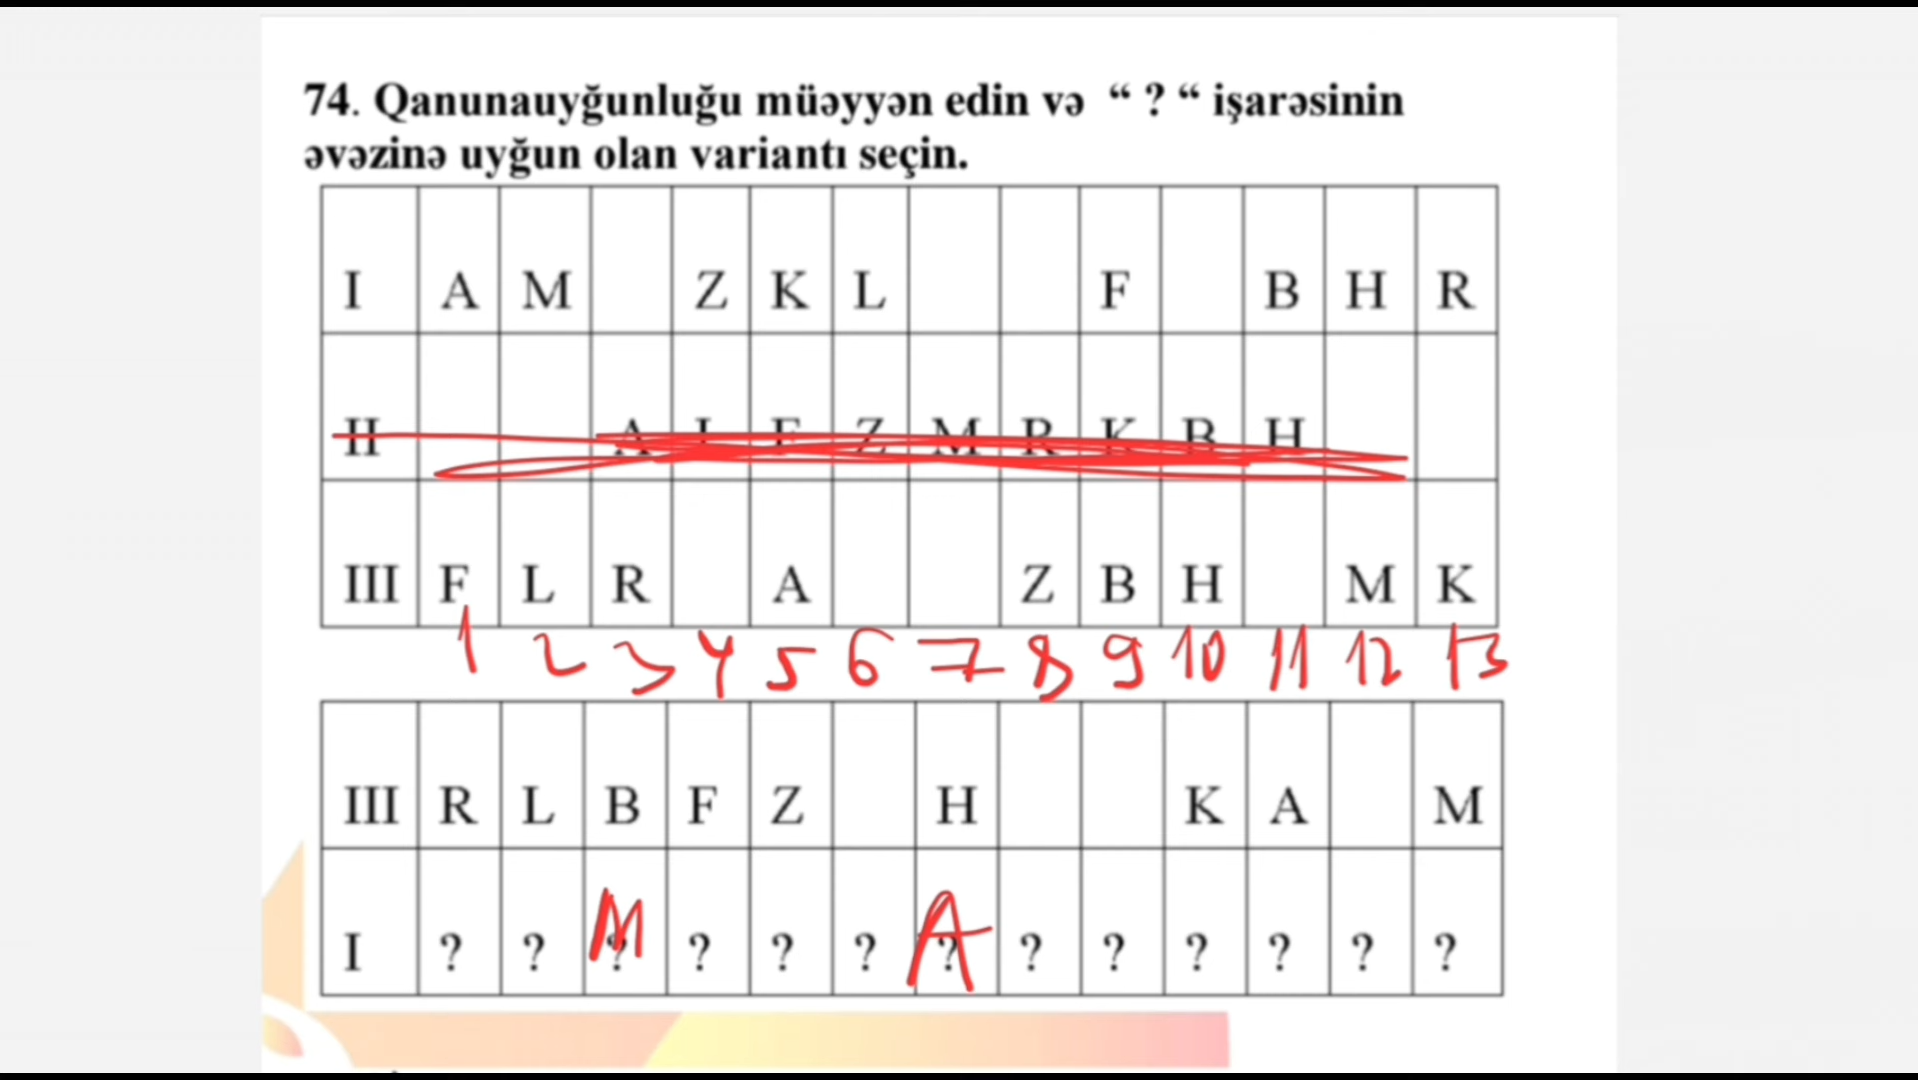 74. Qanunauyğunluğu müəyyən edin və “ ? “ işarəsinin
əvəzinə uyğun olan variantı seçin.
I A M Z K L F B H R
II A L F Z M R K B H
III F L R A Z B H M K
1 2 3 4 5 6 7 8 9 10 11 12 13
III R L B F Z H K A M
I ? ? M ? ? ? ? A ? ? ? ? ? ? ?